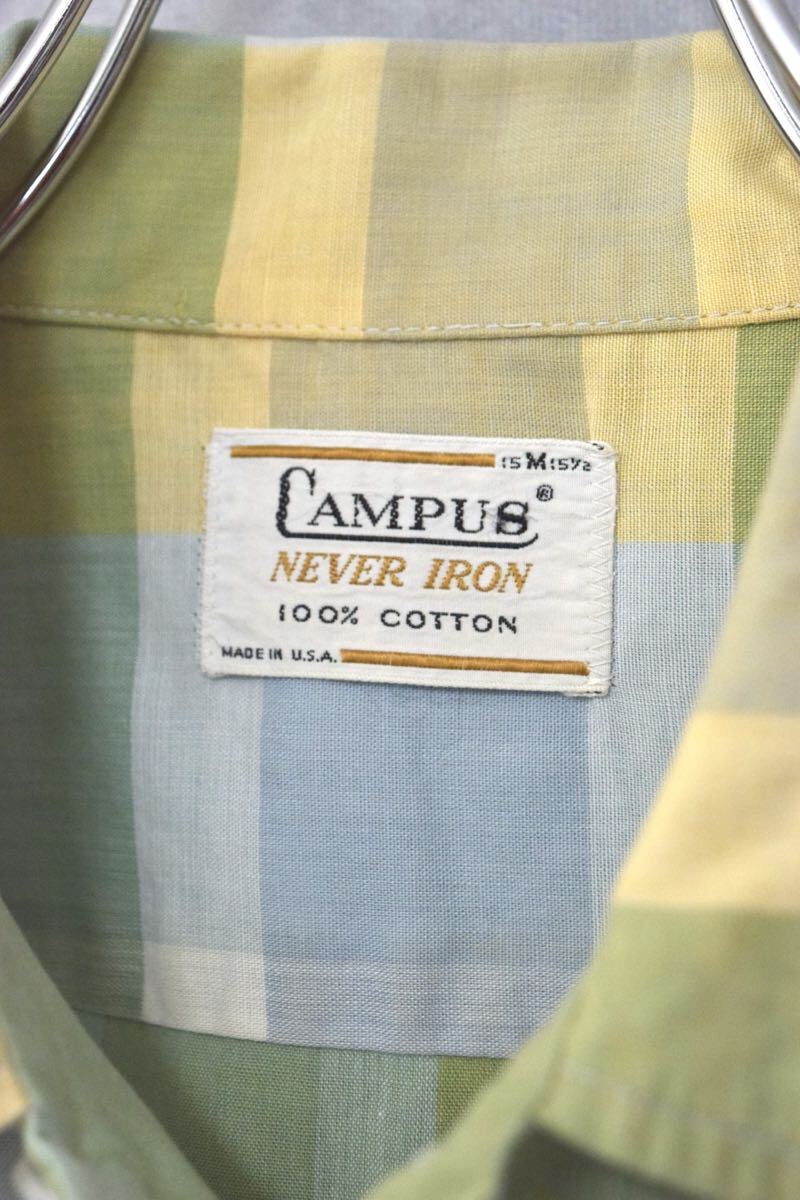 15 M 15½
CAMPUS®
NEVER IRON
100% COTTON
MADE IN U.S.A.